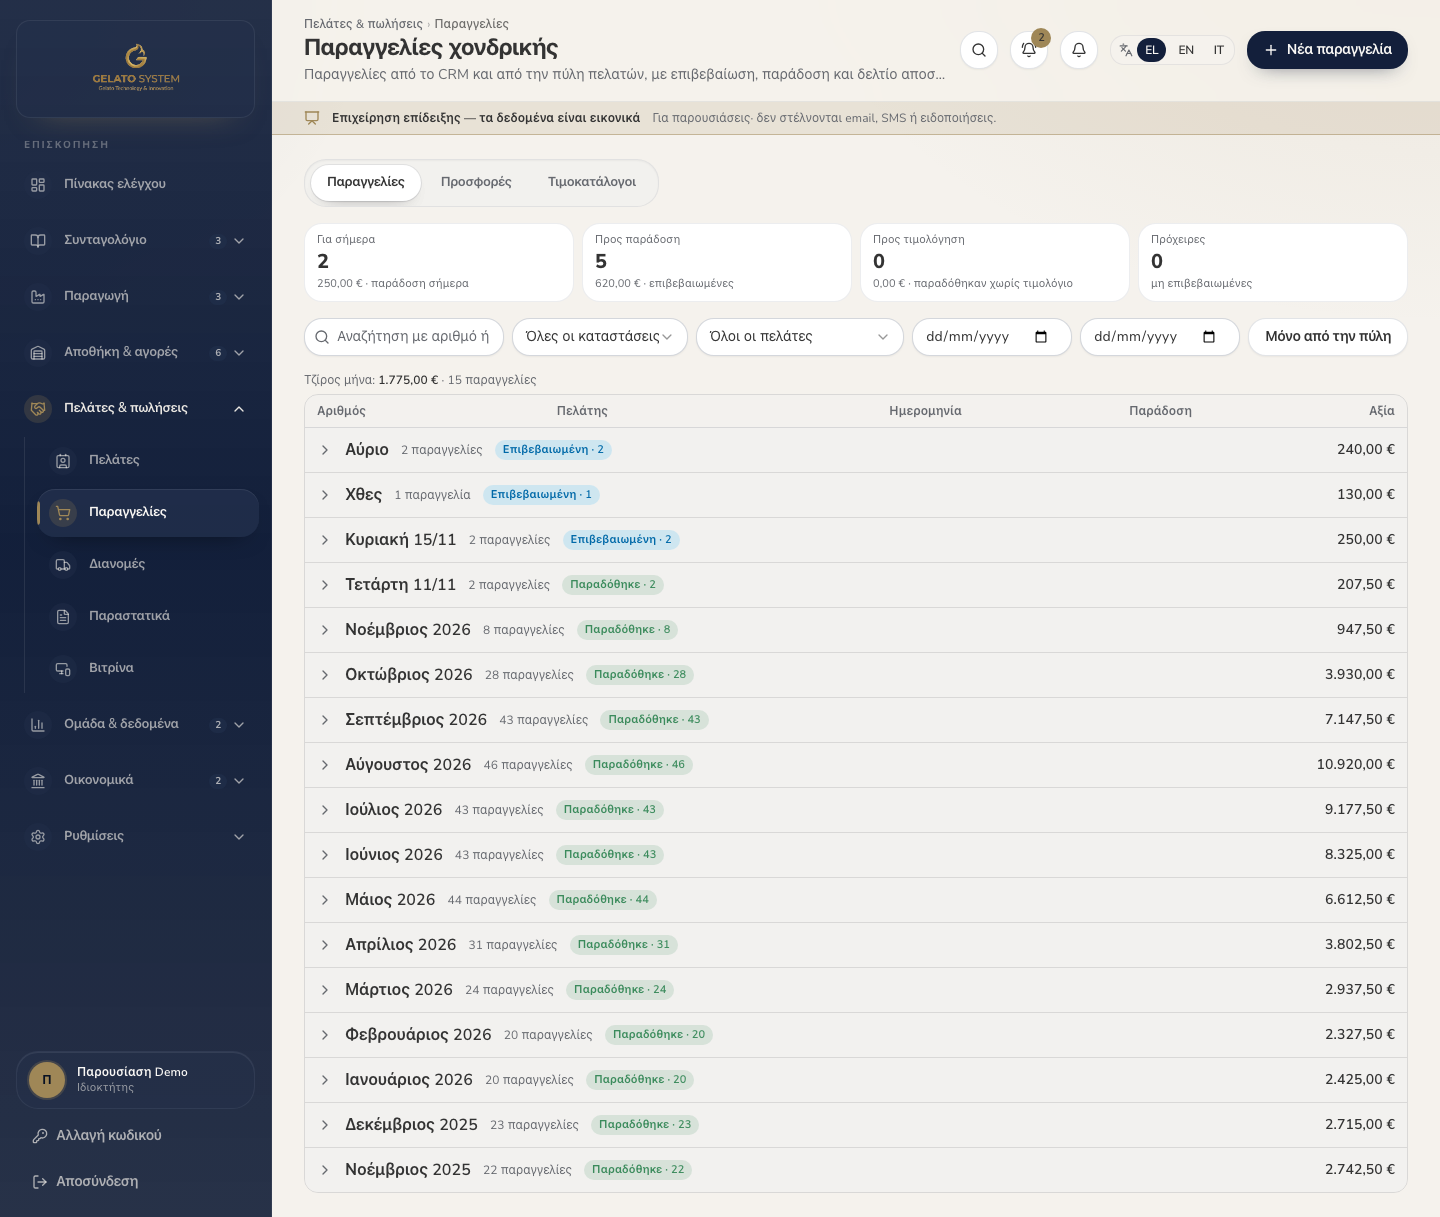 GELATO SYSTEM
Gelato Technology & Innovation
ΕΠΙΣΚΟΠΗΣΗ
Πίνακας ελέγχου
Συνταγολόγιο 3
Παραγωγή 3
Αποθήκη & αγορές 6
Πελάτες & πωλήσεις
Πελάτες
Παραγγελίες
Διανομές
Παραστατικά
Βιτρίνα
Ομάδα & δεδομένα 2
Οικονομικά 2
Ρυθμίσεις
Π
Παρουσίαση Demo
Ιδιοκτήτης
Αλλαγή κωδικού
Αποσύνδεση
Πελάτες & πωλήσεις › Παραγγελίες
Παραγγελίες χονδρικής
Παραγγελίες από το CRM και από την πύλη πελατών, με επιβεβαίωση, παράδοση και δελτίο αποσ...
2
EL EN IT
+ Νέα παραγγελία
Επιχείρηση επίδειξης — τα δεδομένα είναι εικονικά Για παρουσιάσεις· δεν στέλνονται email, SMS ή ειδοποιήσεις.
Παραγγελίες Προσφορές Τιμοκατάλογοι
Για σήμερα
2
250,00 € · παράδοση σήμερα
Προς παράδοση
5
620,00 € · επιβεβαιωμένες
Προς τιμολόγηση
0
0,00 € · παραδόθηκαν χωρίς τιμολόγιο
Πρόχειρες
0
μη επιβεβαιωμένες
Αναζήτηση με αριθμό ή Όλες οι καταστάσεις Όλοι οι πελάτες dd/mm/yyyy dd/mm/yyyy Μόνο από την πύλη
Τζίρος μήνα: 1.775,00 € · 15 παραγγελίες
Αριθμός Πελάτης Ημερομηνία Παράδοση Αξία
Αύριο 2 παραγγελίες Επιβεβαιωμένη · 2 240,00 €
Χθες 1 παραγγελία Επιβεβαιωμένη · 1 130,00 €
Κυριακή 15/11 2 παραγγελίες Επιβεβαιωμένη · 2 250,00 €
Τετάρτη 11/11 2 παραγγελίες Παραδόθηκε · 2 207,50 €
Νοέμβριος 2026 8 παραγγελίες Παραδόθηκε · 8 947,50 €
Οκτώβριος 2026 28 παραγγελίες Παραδόθηκε · 28 3.930,00 €
Σεπτέμβριος 2026 43 παραγγελίες Παραδόθηκε · 43 7.147,50 €
Αύγουστος 2026 46 παραγγελίες Παραδόθηκε · 46 10.920,00 €
Ιούλιος 2026 43 παραγγελίες Παραδόθηκε · 43 9.177,50 €
Ιούνιος 2026 43 παραγγελίες Παραδόθηκε · 43 8.325,00 €
Μάιος 2026 44 παραγγελίες Παραδόθηκε · 44 6.612,50 €
Απρίλιος 2026 31 παραγγελίες Παραδόθηκε · 31 3.802,50 €
Μάρτιος 2026 24 παραγγελίες Παραδόθηκε · 24 2.937,50 €
Φεβρουάριος 2026 20 παραγγελίες Παραδόθηκε · 20 2.327,50 €
Ιανουάριος 2026 20 παραγγελίες Παραδόθηκε · 20 2.425,00 €
Δεκέμβριος 2025 23 παραγγελίες Παραδόθηκε · 23 2.715,00 €
Νοέμβριος 2025 22 παραγγελίες Παραδόθηκε · 22 2.742,50 €